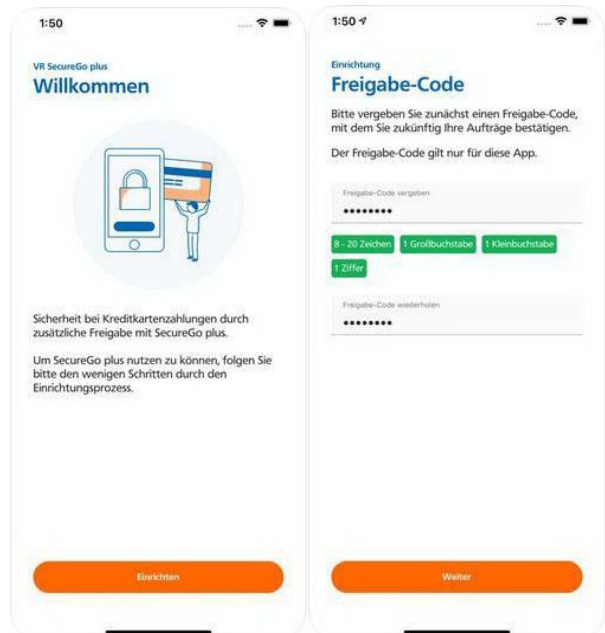 1:50
VR SecureGo plus
Willkommen
Sicherheit bei Kreditkartenzahlungen durch
zusätzliche Freigabe mit SecureGo plus.
Um SecureGo plus nutzen zu können, folgen Sie
bitte den wenigen Schritten durch den
Einrichtungsprozess.
Einrichten
1:50
Einrichtung
Freigabe-Code
Bitte vergeben Sie zunächst einen Freigabe-Code,
mit dem Sie zukünftig Ihre Aufträge bestätigen.
Der Freigabe-Code gilt nur für diese App.
Freigabe-Code vergeben
••••••••
8 - 20 Zeichen 1 Großbuchstabe 1 Kleinbuchstabe
1 Ziffer
Freigabe-Code wiederholen
••••••••
Weiter